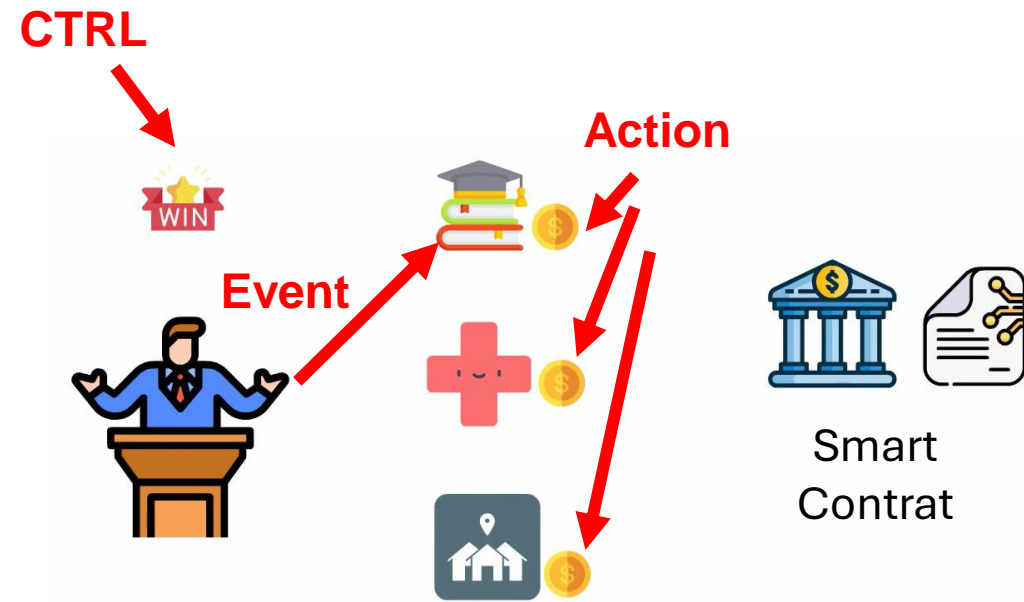 CTRL
Action
WIN
$
Event
$
$
Smart
Contrat
$